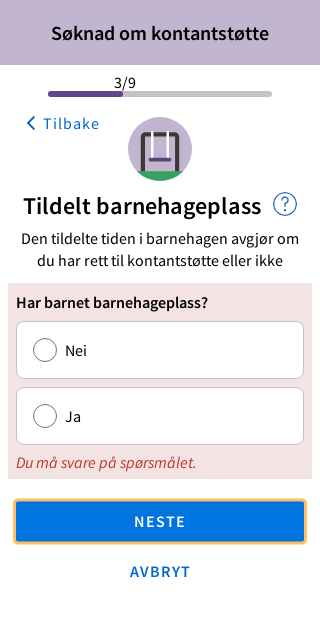 Søknad om kontantstøtte
3/9
Tilbake
Tildelt barnehageplass
?
Den tildelte tiden i barnehagen avgjør om
du har rett til kontantstøtte eller ikke
Har barnet barnehageplass?
Nei
Ja
Du må svare på spørsmålet.
NESTE
AVBRYT